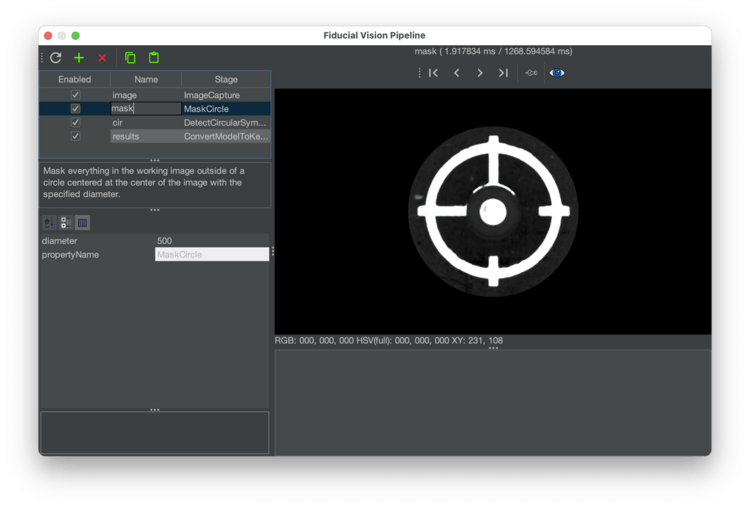 Fiducial Vision Pipeline
mask ( 1.917834 ms / 1268.594584 ms)
Enabled Name Stage
image ImageCapture
mask MaskCircle
cir DetectCircularSym...
results ConvertModelToKe...
Mask everything in the working image outside of a
circle centered at the center of the image with the
specified diameter.
diameter 500
propertyName MaskCircle
RGB: 000, 000, 000 HSV(full): 000, 000, 000 XY: 231, 108